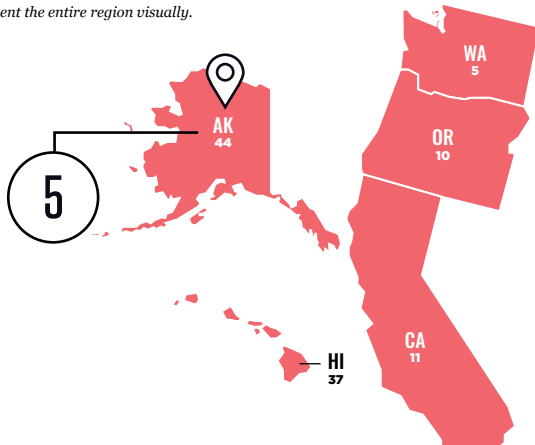 ent the entire region visually.
WA
5
AK
44
OR
10
5
CA
11
HI
37